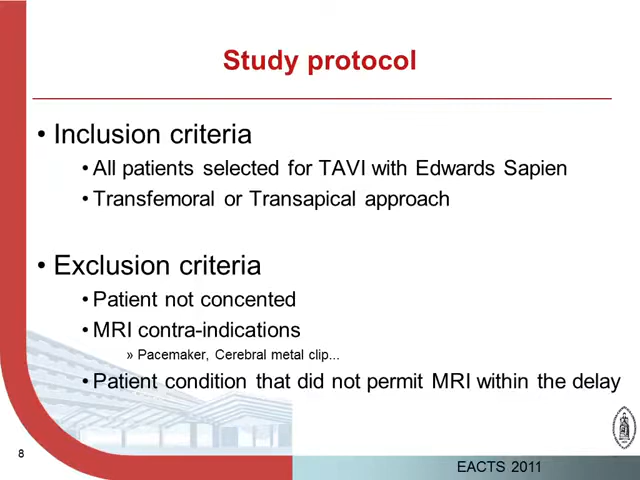 Study protocol
• Inclusion criteria
• All patients selected for TAVI with Edwards Sapien
• Transfemoral or Transapical approach
• Exclusion criteria
• Patient not concented
• MRI contra-indications
» Pacemaker, Cerebral metal clip...
• Patient condition that did not permit MRI within the delay
8
EACTS 2011